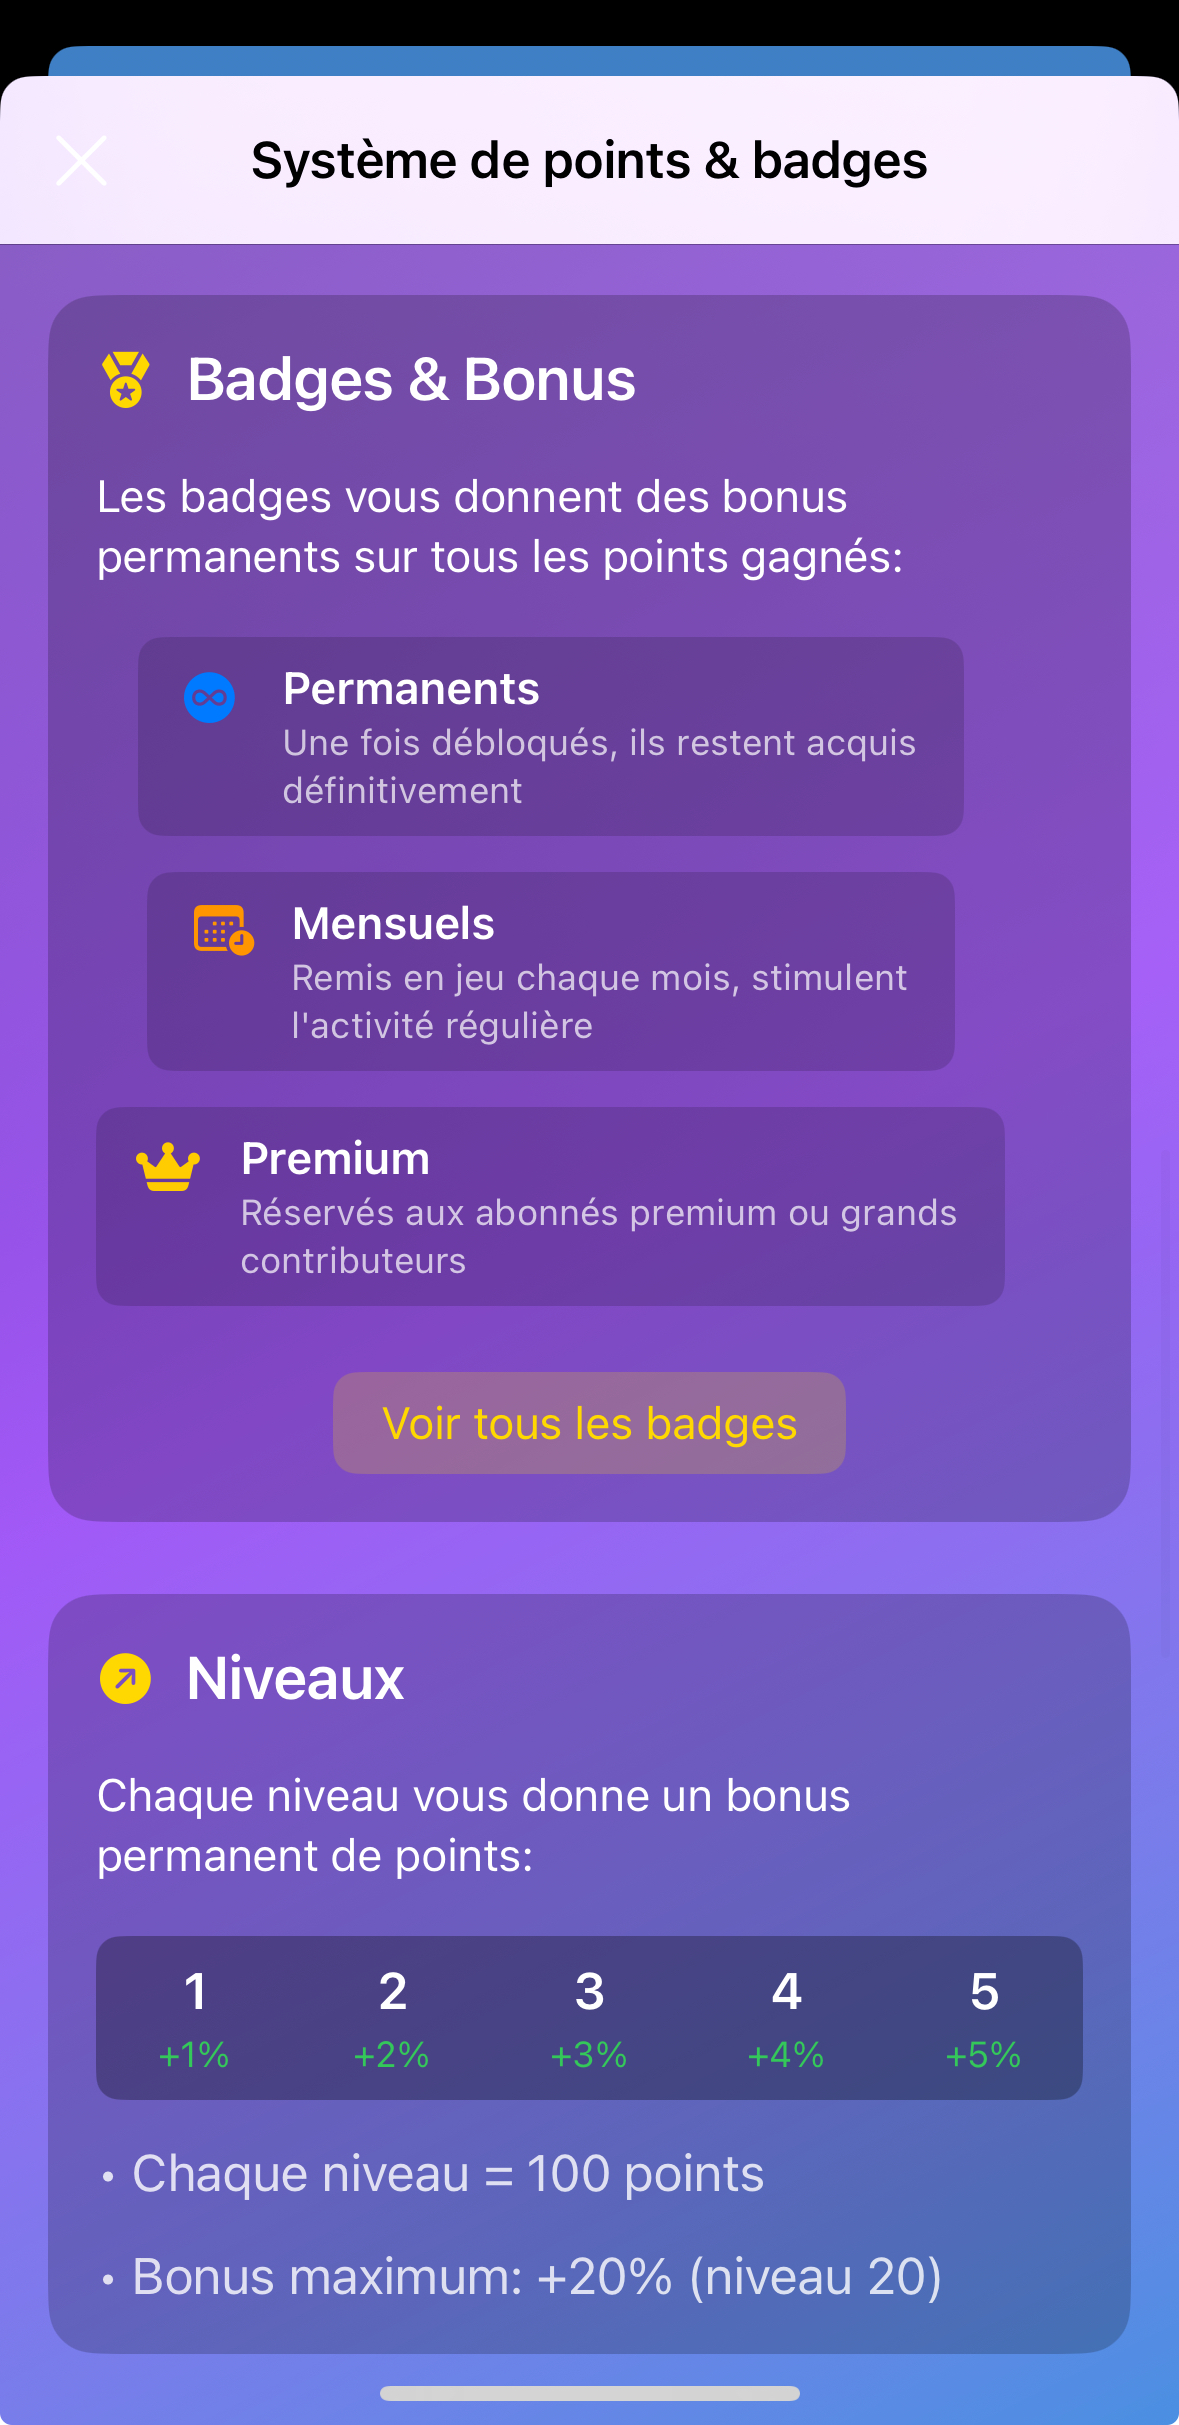 Système de points & badges
Badges & Bonus
Les badges vous donnent des bonus
permanents sur tous les points gagnés:
Permanents
Une fois débloqués, ils restent acquis
définitivement
Mensuels
Remis en jeu chaque mois, stimulent
l'activité régulière
Premium
Réservés aux abonnés premium ou grands
contributeurs
Voir tous les badges
Niveaux
Chaque niveau vous donne un bonus
permanent de points:
1 2 3 4 5
+1% +2% +3% +4% +5%
• Chaque niveau = 100 points
• Bonus maximum: +20% (niveau 20)